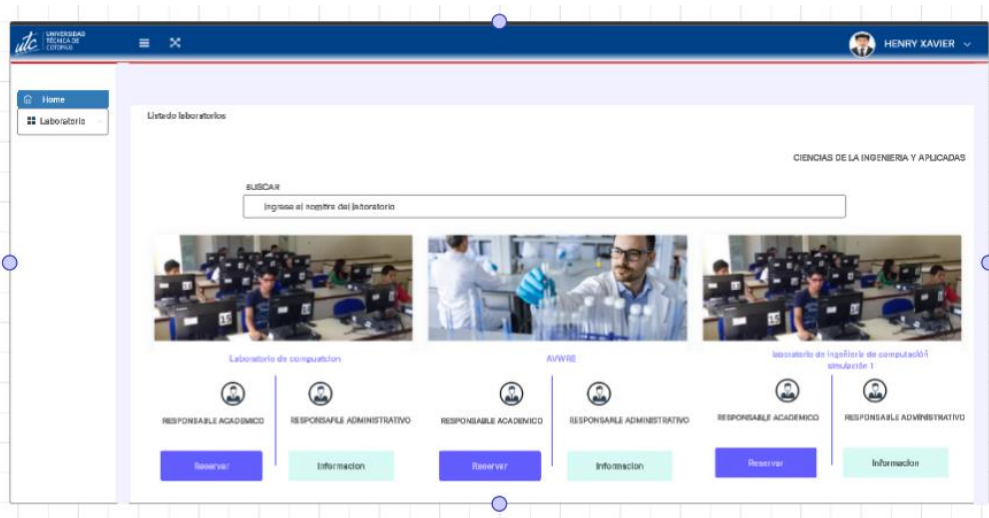 utc UNIVERSIDAD
TÉCNICA DE
COTOPAXI
HENRY XAVIER
Home
Laboratorio
Listado laboratorios
CIENCIAS DE LA INGENIERIA Y APLICADAS
BUSCAR
Ingrese el nombre del laboratorio
Laboratorio de
AVWRE
laboratorio de ingeñieria de computación
simulación 1
RESPONSABLE ACADEMICO
RESPONSABLE ADMINISTRATIVO
RESPONSABLE ACADEMICO
RESPONSABLE ADMINISTRATIVO
RESPONSABLE ACADEMICO
RESPONSABLE ADMINISTRATIVO
Reservar
Informacion
Reservar
Informacion
Reservar
Informacion